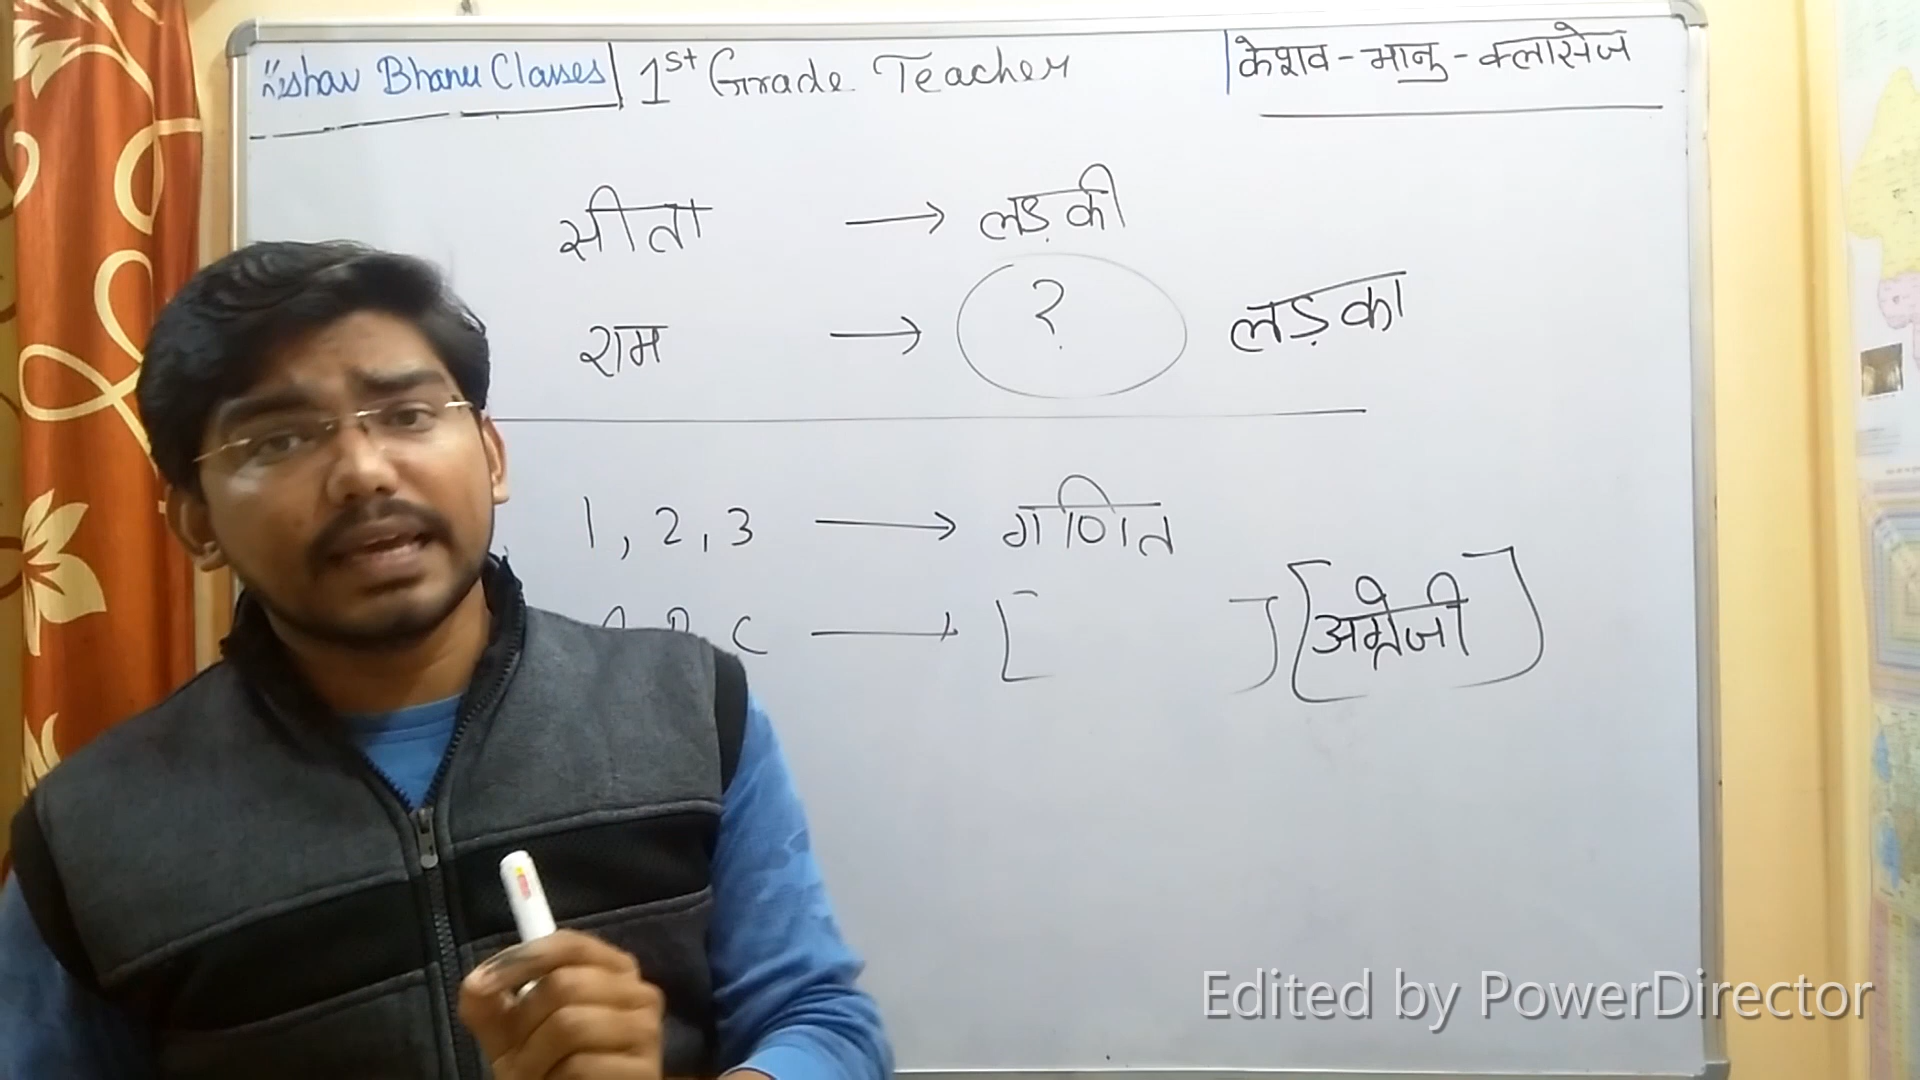 Keshav Bhanu Classes
1st Grade Teacher
केशव - भानु - क्लासेज
सीता → लड़की
राम → ? लड़का
1, 2, 3 → गणित
A B C → [ ] [अंग्रेजी]
Edited by PowerDirector